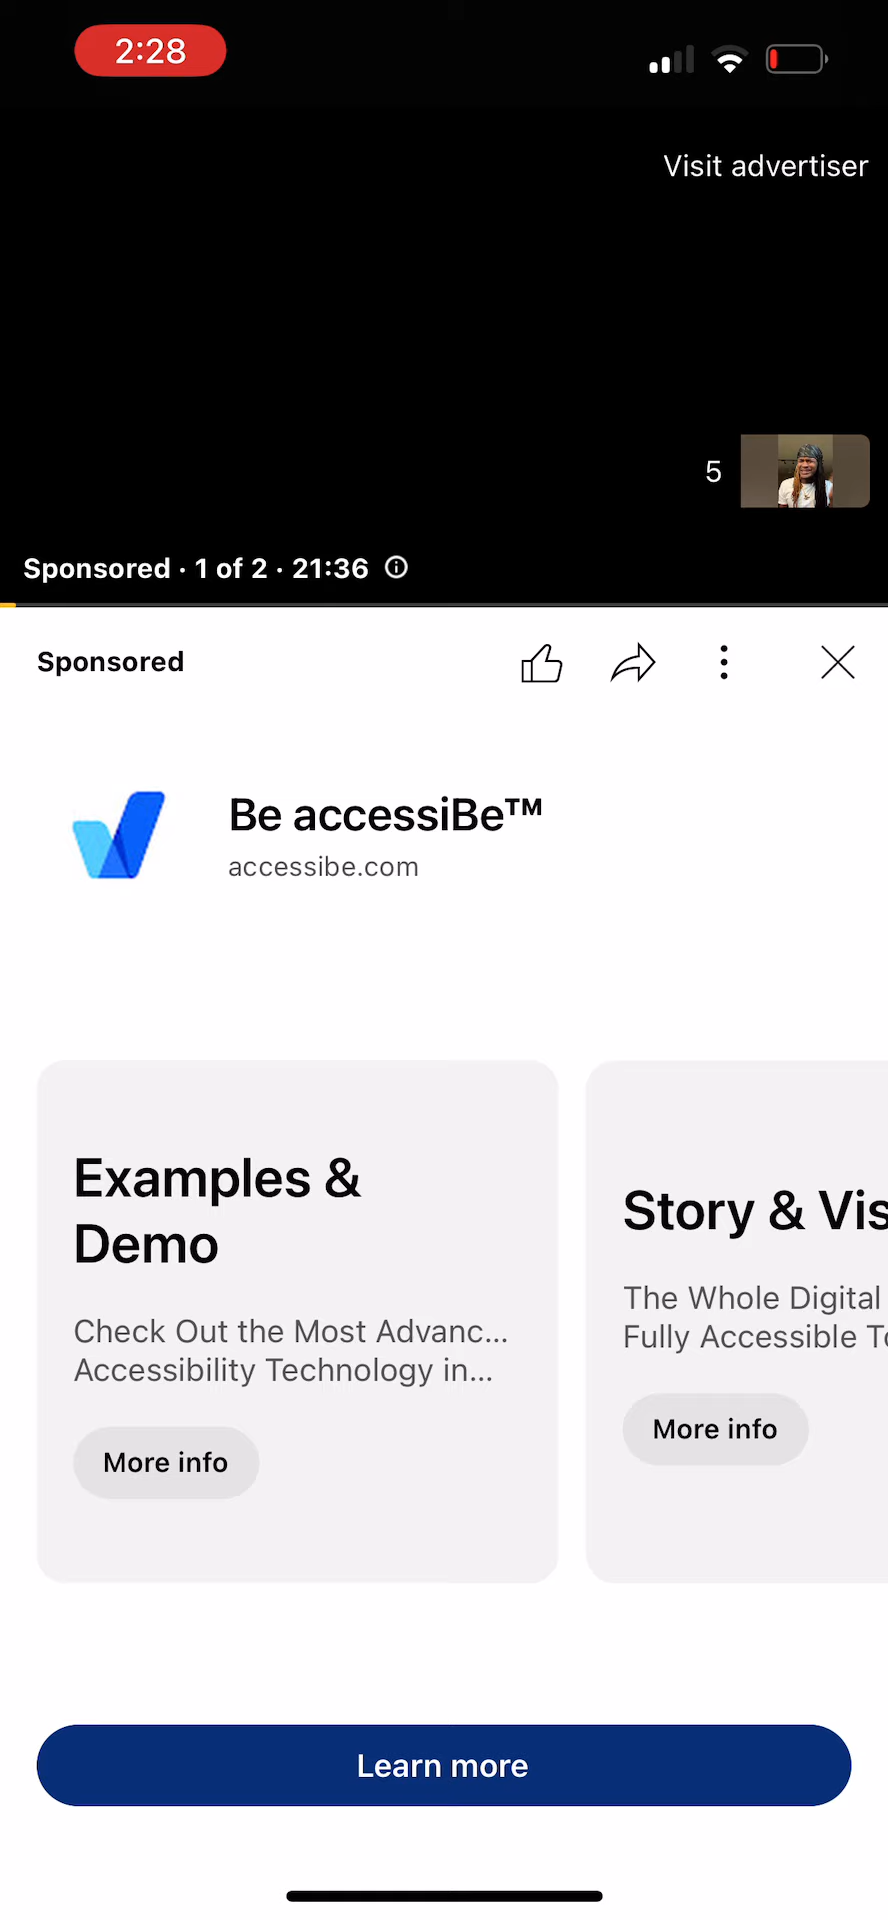 2:28
Visit advertiser
5
Sponsored · 1 of 2 · 21:36
Sponsored
Be accessiBe™
accessibe.com
Examples &
Demo
Check Out the Most Advanc...
Accessibility Technology in...
More info
Story & Vis
The Whole Digital
Fully Accessible To
More info
Learn more